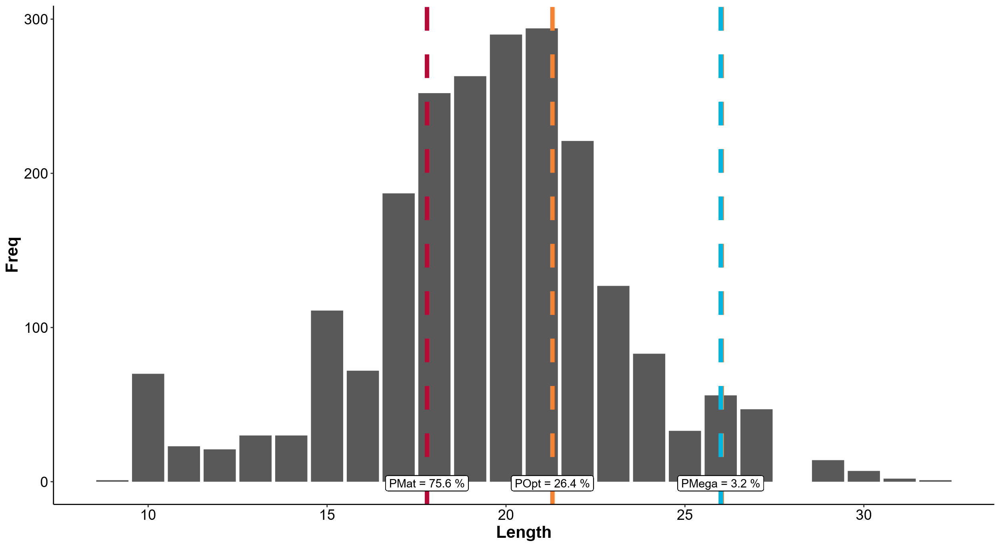 300
200
100
0
Freq
PMat = 75.6 %
POpt = 26.4 %
PMega = 3.2 %
10
15
20
25
30
Length